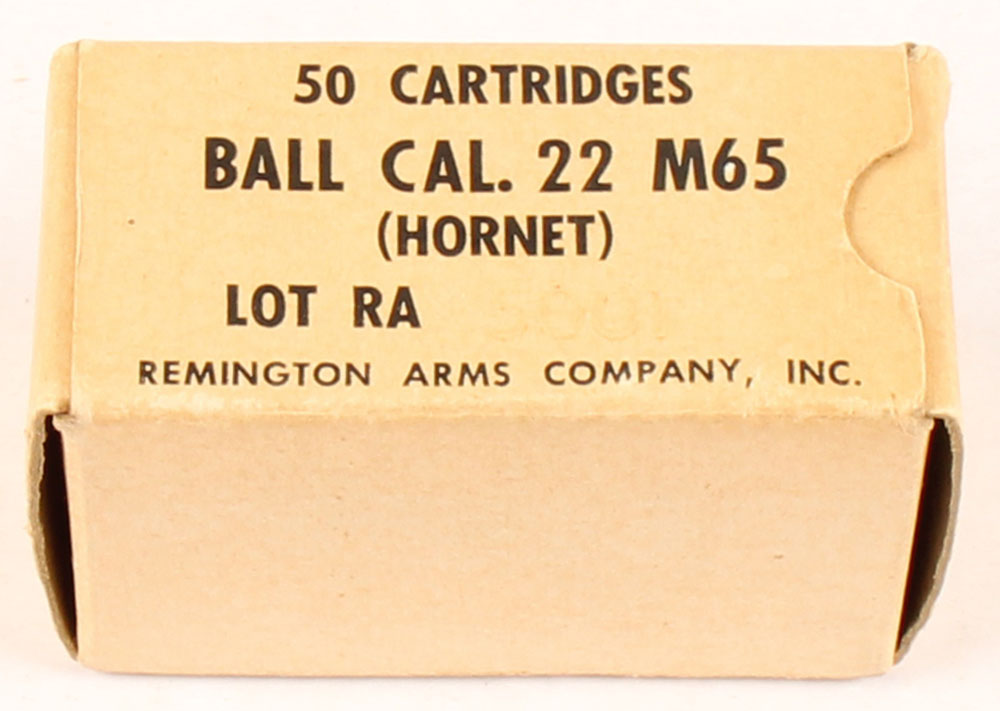 50 CARTRIDGES
BALL CAL. 22 M65
(HORNET)
LOT RA
REMINGTON ARMS COMPANY, INC.